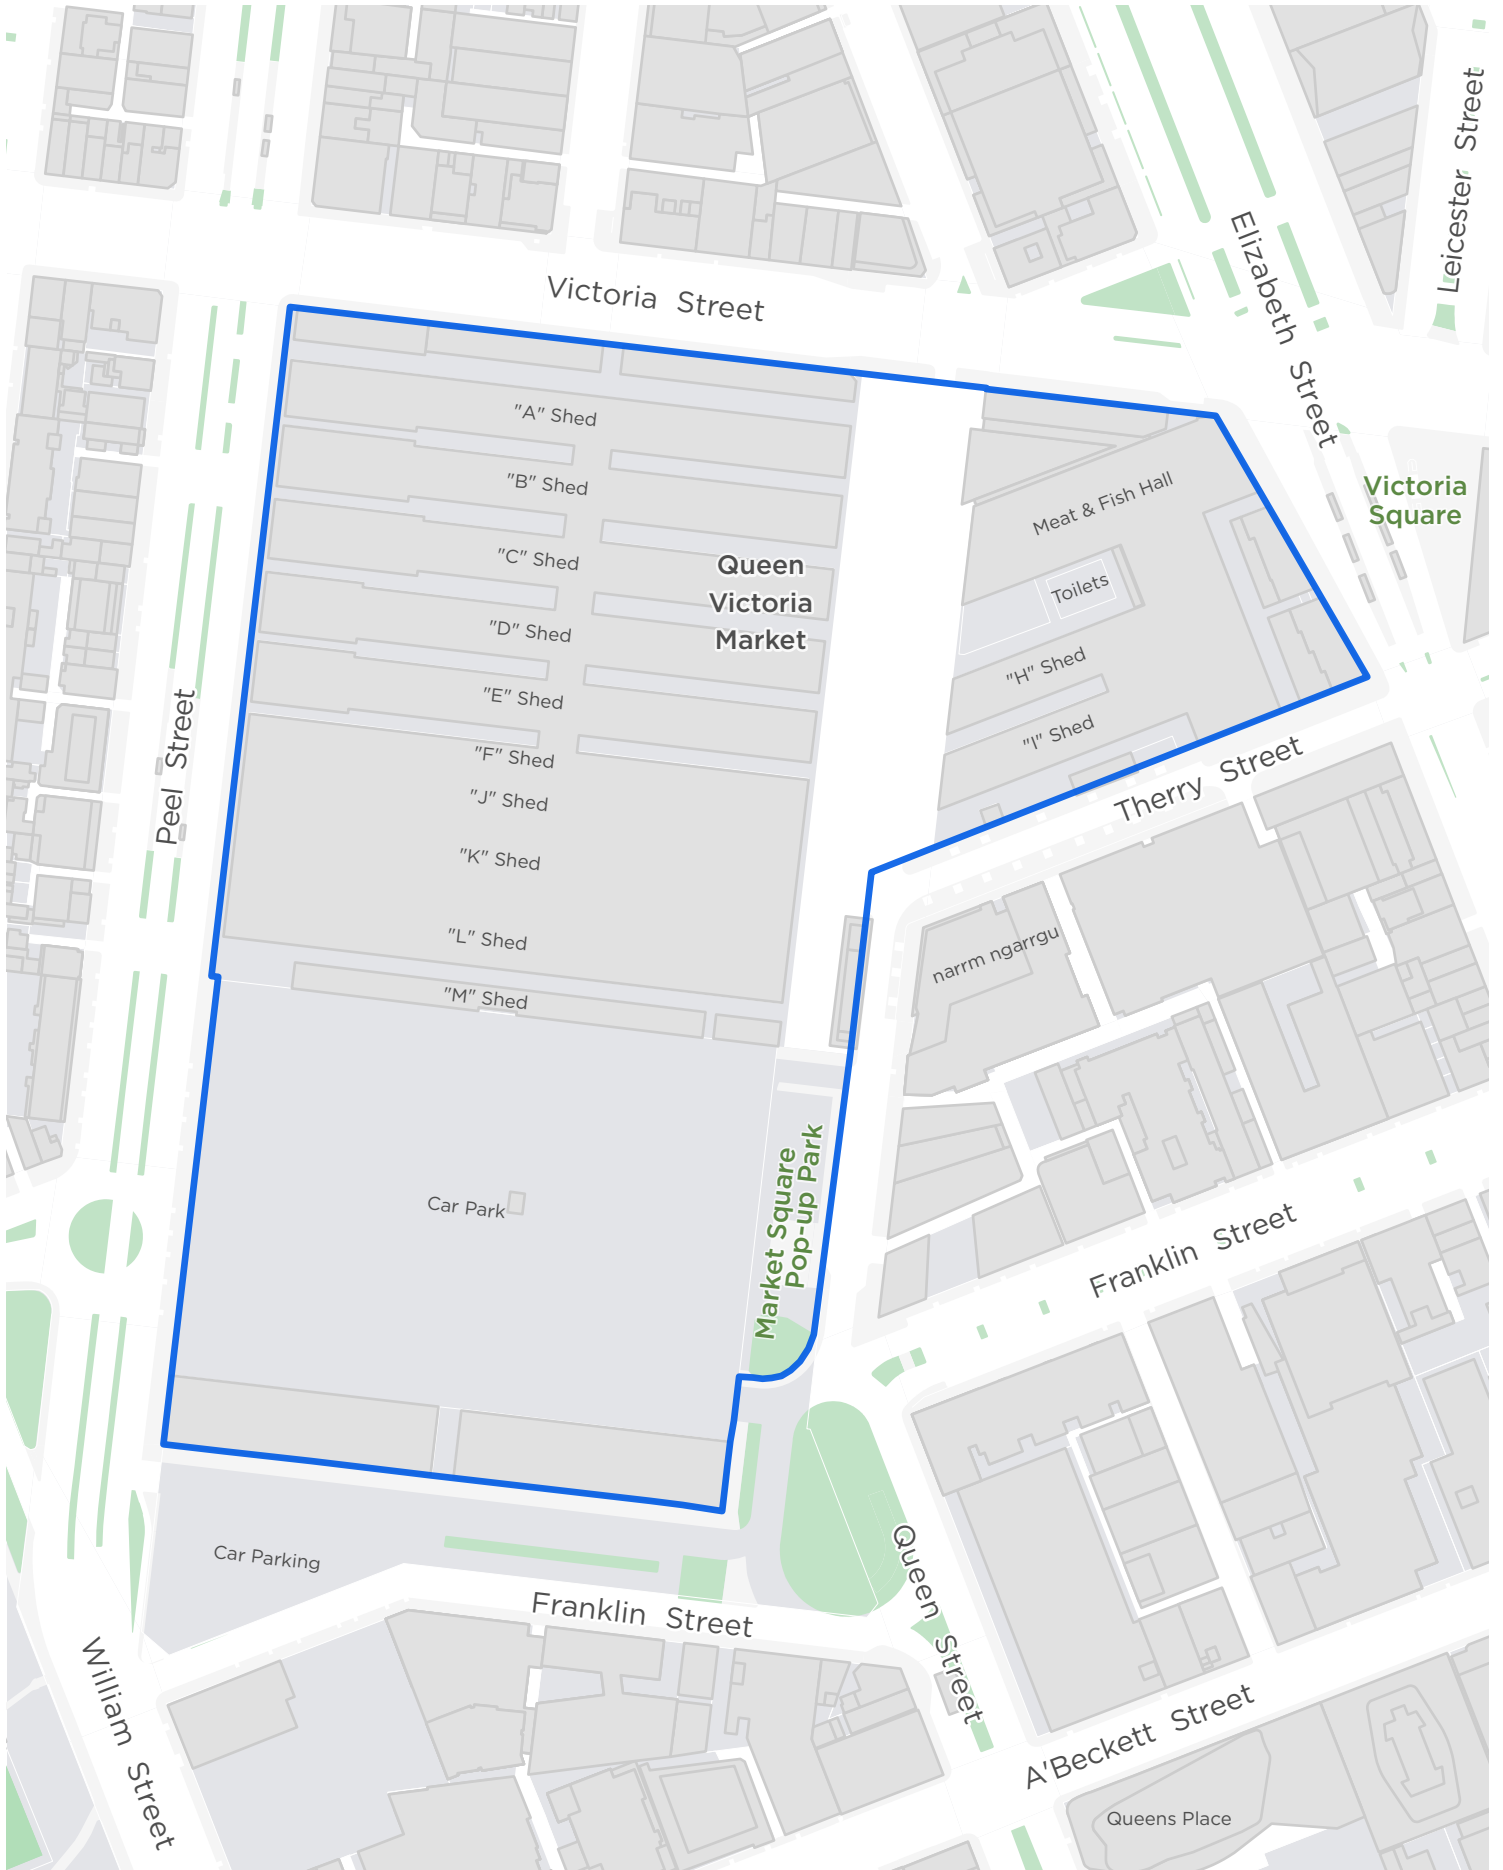 Leicester Street
Elizabeth Street
Victoria Street
"A" Shed
"B" Shed
Meat & Fish Hall
Victoria
Square
"C" Shed
Queen
Victoria
Market
Toilets
"D" Shed
"H" Shed
"E" Shed
"I" Shed
Peel Street
"F" Shed
"J" Shed
Therry Street
"K" Shed
"L" Shed
narrm ngarrgu
"M" Shed
Car Park
Market Square
Pop-up Park
Franklin Street
Car Parking
Franklin Street
Queen Street
William Street
A'Beckett Street
Queens Place